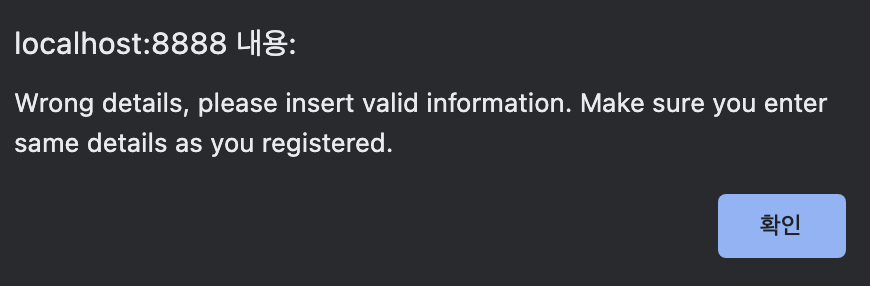 localhost:8888 내용:
Wrong details, please insert valid information. Make sure you enter
same details as you registered.
확인